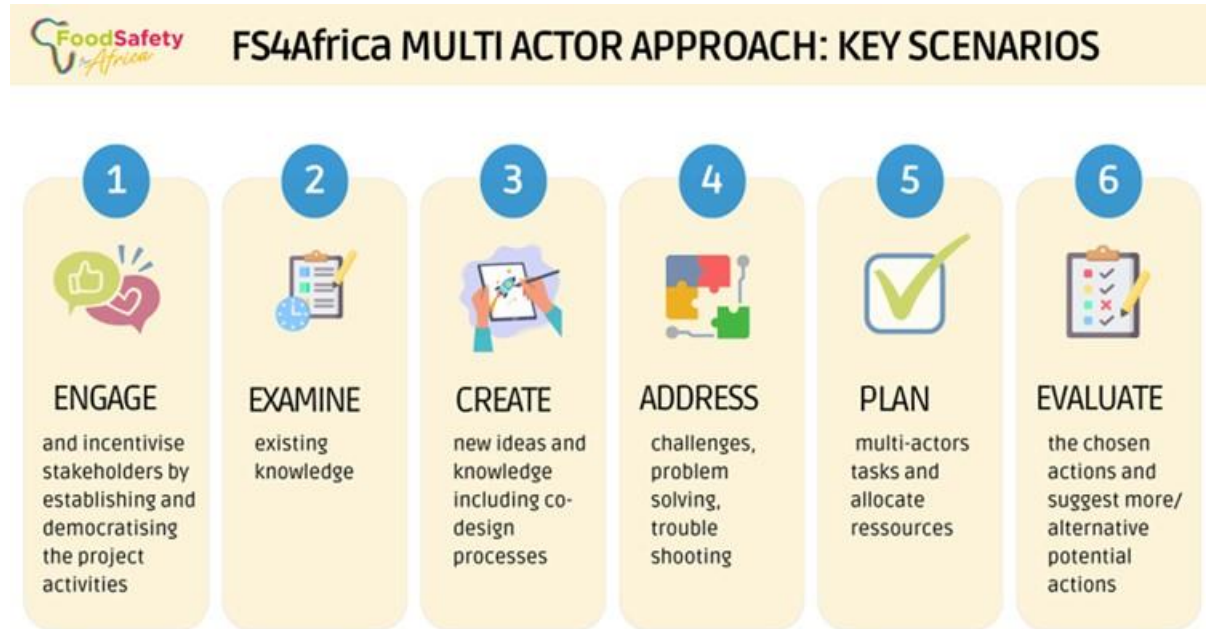 FoodSafety
for Africa
FS4Africa MULTI ACTOR APPROACH: KEY SCENARIOS
1
ENGAGE
and incentivise
stakeholders by
establishing and
democratising
the project
activities
2
EXAMINE
existing
knowledge
3
CREATE
new ideas and
knowledge
including co-
design
processes
4
ADDRESS
challenges,
problem
solving,
trouble
shooting
5
PLAN
multi-actors
tasks and
allocate
ressources
6
EVALUATE
the chosen
actions and
suggest more/
alternative
potential
actions